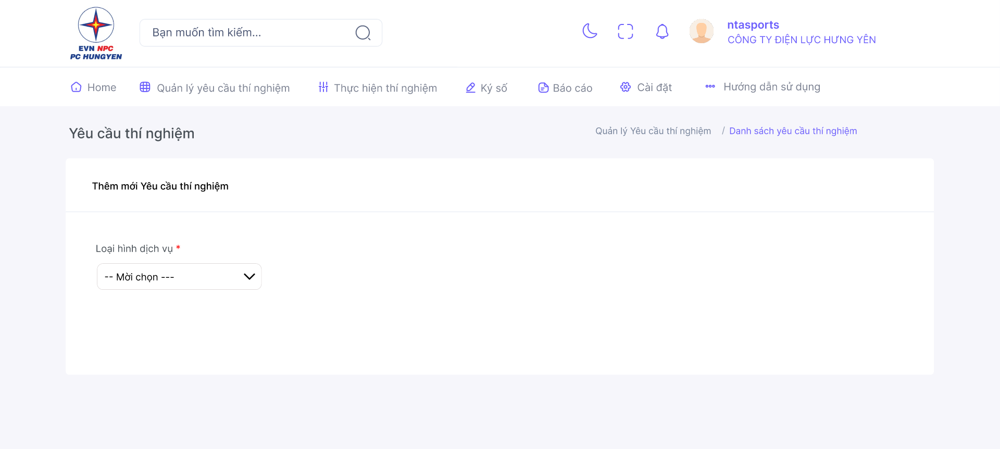 EVN NPC
PC HUNGYEN
Bạn muốn tìm kiếm...
ntasports
CÔNG TY ĐIỆN LỰC HƯNG YÊN
Home
Quản lý yêu cầu thí nghiệm
Thực hiện thí nghiệm
Ký số
Báo cáo
Cài đặt
Hướng dẫn sử dụng
Yêu cầu thí nghiệm
Quản lý Yêu cầu thí nghiệm / Danh sách yêu cầu thí nghiệm
Thêm mới Yêu cầu thí nghiệm
Loại hình dịch vụ *
-- Mời chọn ---